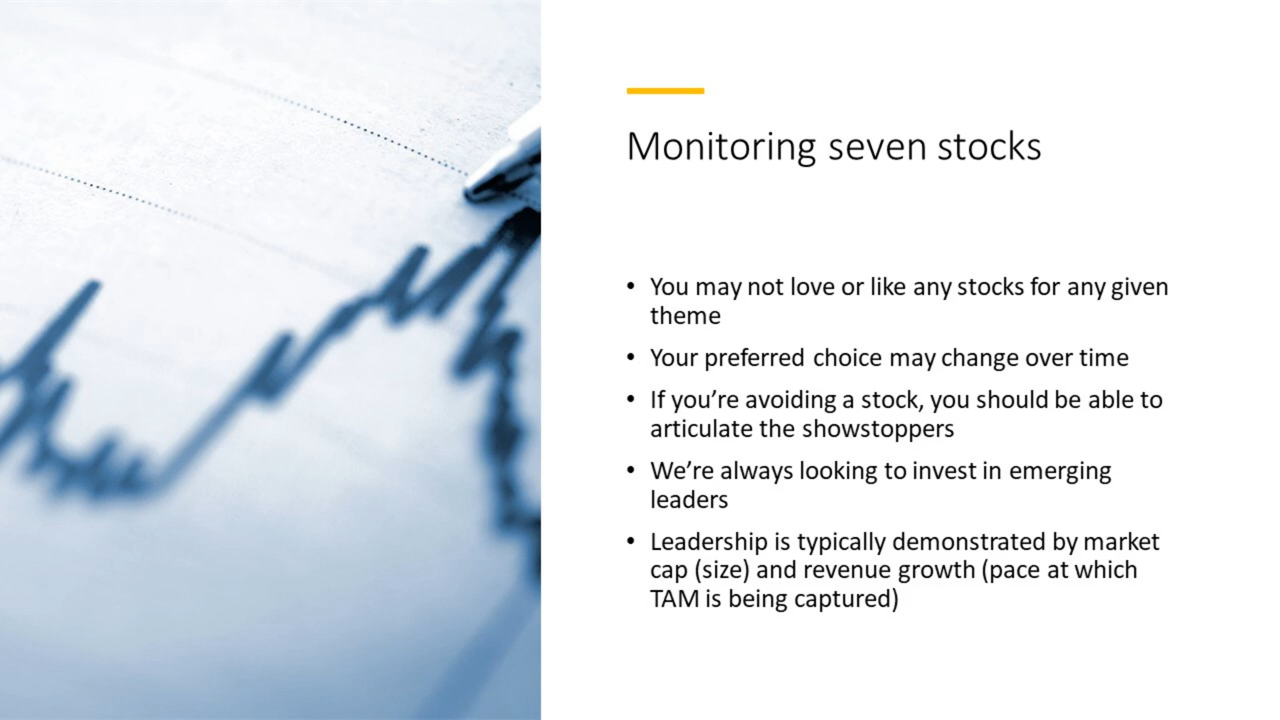 Monitoring seven stocks
• You may not love or like any stocks for any given
theme
• Your preferred choice may change over time
• If you’re avoiding a stock, you should be able to
articulate the showstoppers
• We’re always looking to invest in emerging
leaders
• Leadership is typically demonstrated by market
cap (size) and revenue growth (pace at which
TAM is being captured)